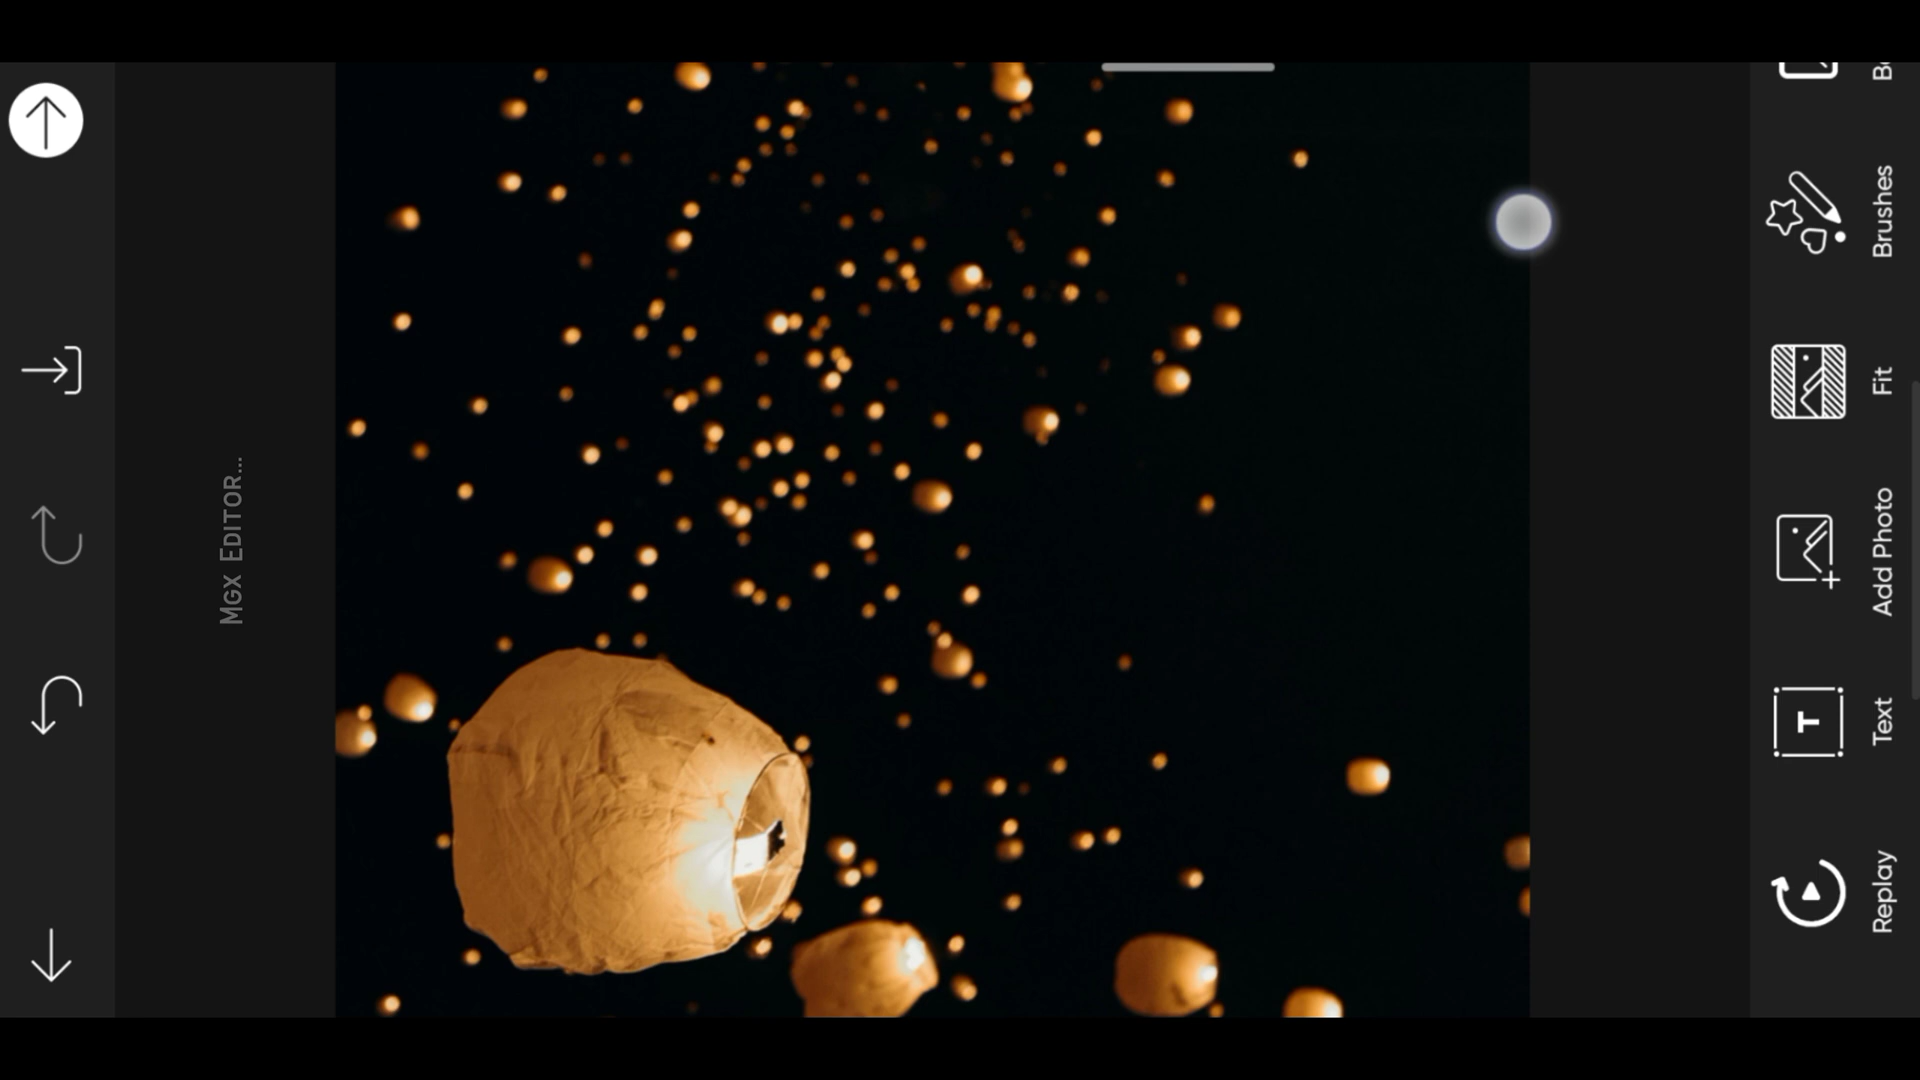 Mgx Editor...
Replay
Text
Add Photo
Fit
Brushes